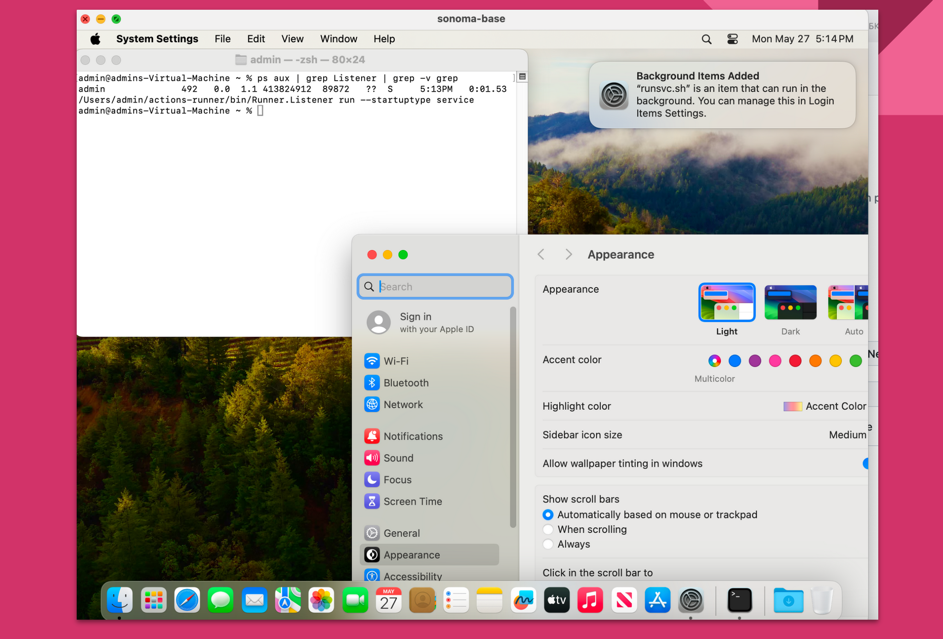 sonoma-base
System Settings File Edit View Window Help
Mon May 27 5:14 PM
admin — -zsh — 80×24
admin@admins-Virtual-Machine ~ % ps aux | grep Listener | grep -v grep
admin 492 0.0 1.1 413824912 89872 ?? S 5:13PM 0:01.53
/Users/admin/actions-runner/bin/Runner.Listener run --startuptype service
admin@admins-Virtual-Machine ~ %
Background Items Added
“runsvc.sh” is an item that can run in the
background. You can manage this in Login
Items Settings.
Search
Sign in
with your Apple ID
Wi-Fi
Bluetooth
Network
Notifications
Sound
Focus
Screen Time
General
Appearance
Accessibility
Appearance
Appearance
Light Dark Auto
Accent color
Multicolor
Highlight color
Accent Color
Sidebar icon size
Medium
Allow wallpaper tinting in windows
Show scroll bars
Automatically based on mouse or trackpad
When scrolling
Always
Click in the scroll bar to
MAY
27
tv